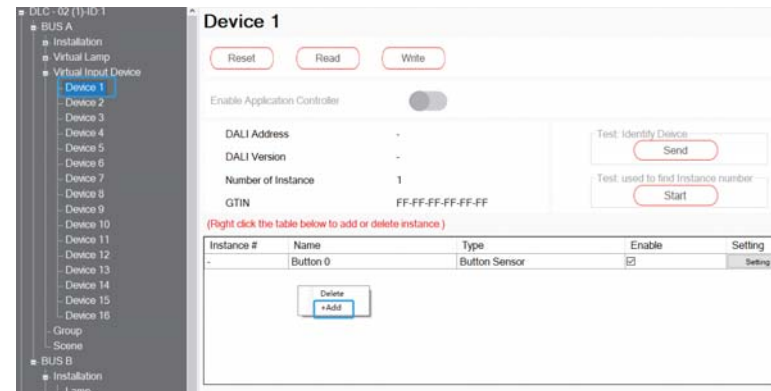 DLC - 02 (1)-ID:1
BUS A
Installation
Virtual Lamp
Virtual Input Device
Device 1
Device 2
Device 3
Device 4
Device 5
Device 6
Device 7
Device 8
Device 9
Device 10
Device 11
Device 12
Device 13
Device 14
Device 15
Device 16
Group
Scene
BUS B
Installation
Lamp
Device 1
Reset Read Write
Enable Application Controller
DALI Address -
DALI Version -
Number of Instance 1
GTIN FF-FF-FF-FF-FF-FF
Test: Identify Deivce
Send
Test: used to find Instance number
Start
(Right click the table below to add or delete instance.)
Instance # Name Type Enable Setting
- Button 0 Button Sensor Setting
Delete
+Add